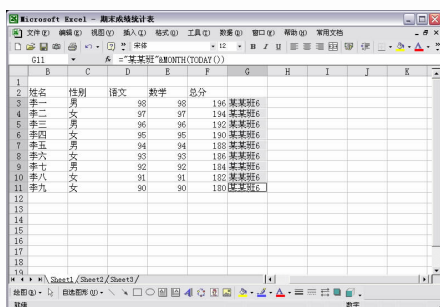 Microsoft Excel - 期末成绩统计表
文件(F) 编辑(E) 视图(V) 插入(I) 格式(O) 工具(T) 数据(D) 窗口(W) 帮助(H) 常用文档
宋体 12 B I U
G11 fx ="某某班"&MONTH(TODAY())
B C D E F G H I J K
1
2 姓名 性别 语文 数学 总分
3 李一 男 98 98 196 某某班6
4 李二 女 97 97 194 某某班6
5 李三 男 96 96 192 某某班6
6 李四 女 95 95 190 某某班6
7 李五 男 94 94 188 某某班6
8 李六 女 93 93 186 某某班6
9 李七 男 92 92 184 某某班6
10 李八 女 91 91 182 某某班6
11 李九 女 90 90 180 某某班6
12
13
14
15
16
17
18
19
Sheet1 Sheet2 Sheet3
绘图(R) 自选图形(U)
就绪 数字